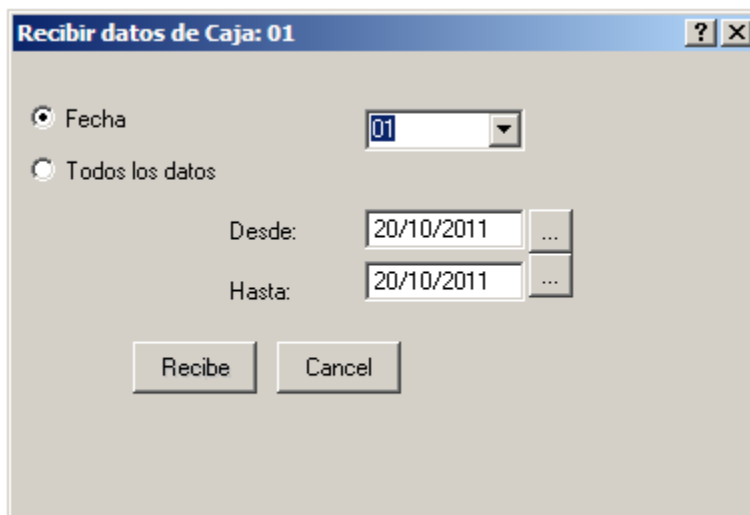 Recibir datos de Caja: 01
Fecha
01
Todos los datos
Desde: 20/10/2011 ...
Hasta: 20/10/2011 ...
Recibe Cancel